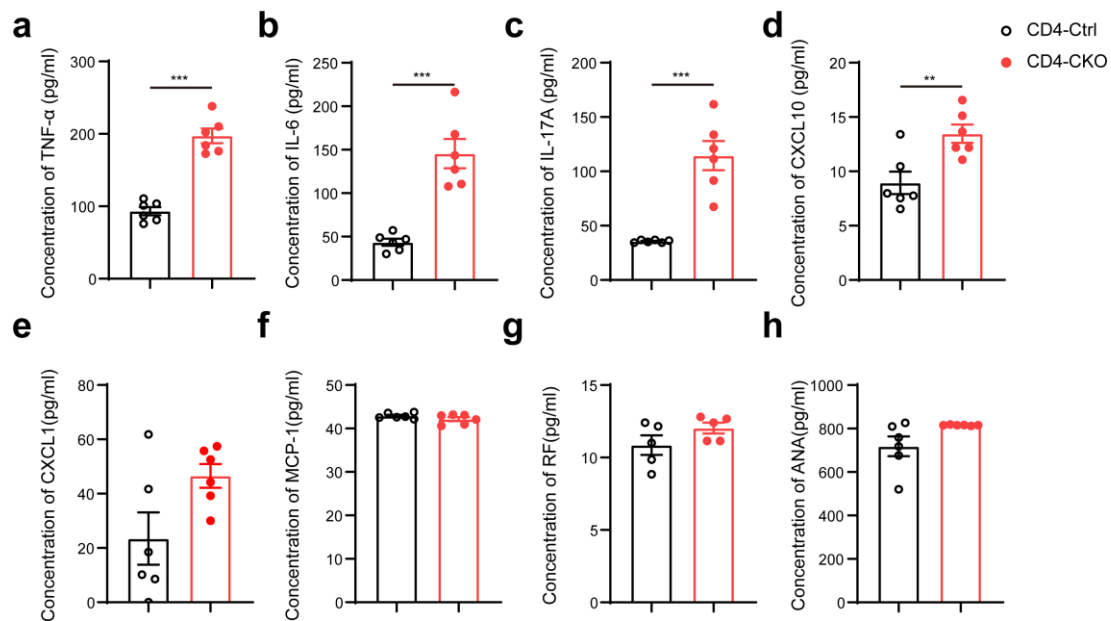 a
b
c
d
CD4-Ctrl
CD4-CKO
Concentration of TNF-α (pg/ml)
300
200
100
0
***
Concentration of IL-6 (pg/ml)
250
200
150
100
50
0
***
Concentration of IL-17A (pg/ml)
200
150
100
50
0
***
Concentration of CXCL10 (pg/ml)
20
15
10
5
0
**
e
f
g
h
Concentration of CXCL1(pg/ml)
80
60
40
20
0
Concentration of MCP-1(pg/ml)
50
40
30
20
10
0
Concentration of RF(pg/ml)
15
10
5
0
Concentration of ANA(pg/ml)
1000
800
600
400
200
0